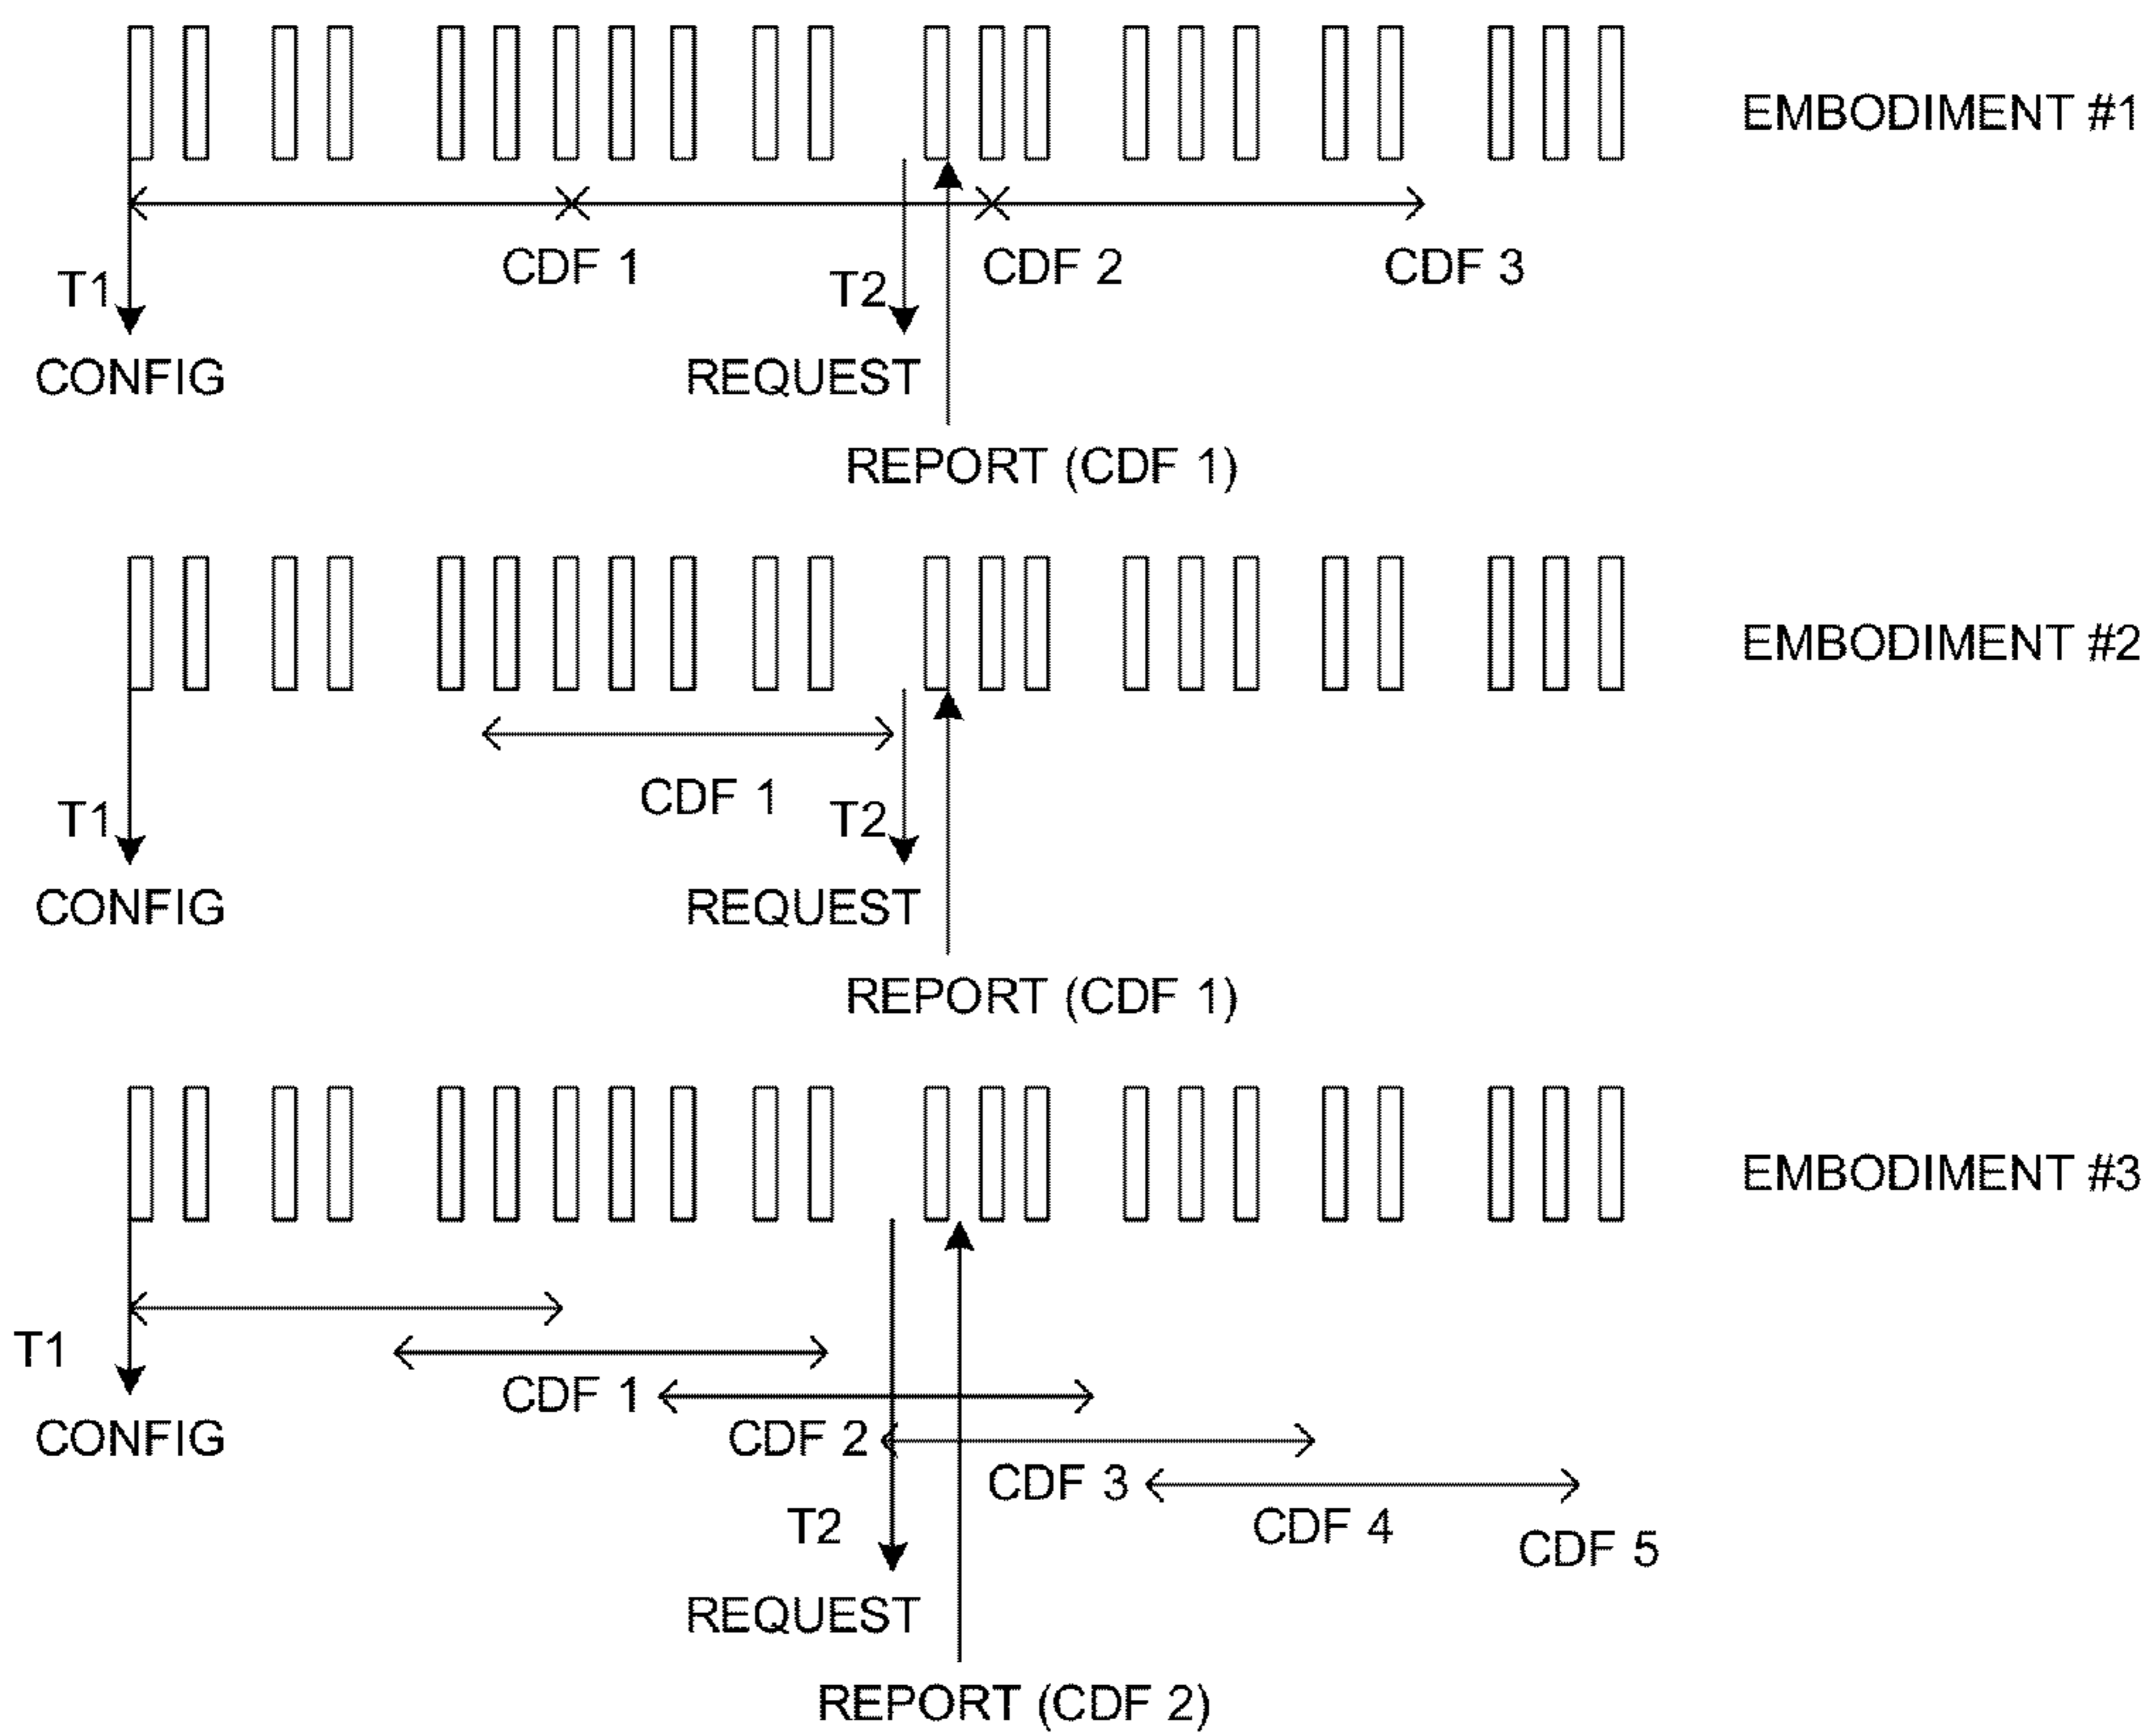 EMBODIMENT #1
CDF 1
CDF 2
CDF 3
T1
T2
CONFIG
REQUEST
REPORT (CDF 1)
EMBODIMENT #2
CDF 1
T1
T2
CONFIG
REQUEST
REPORT (CDF 1)
EMBODIMENT #3
T1
CDF 1
CONFIG
CDF 2
CDF 3
T2
CDF 4
CDF 5
REQUEST
REPORT (CDF 2)